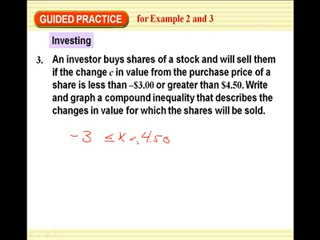 GUIDED PRACTICE for Example 2 and 3
Investing
3. An investor buys shares of a stock and will sell them
if the change c in value from the purchase price of a
share is less than –$3.00 or greater than $4.50. Write
and graph a compound inequality that describes the
changes in value for which the shares will be sold.
-3 ≤ x < 4.50